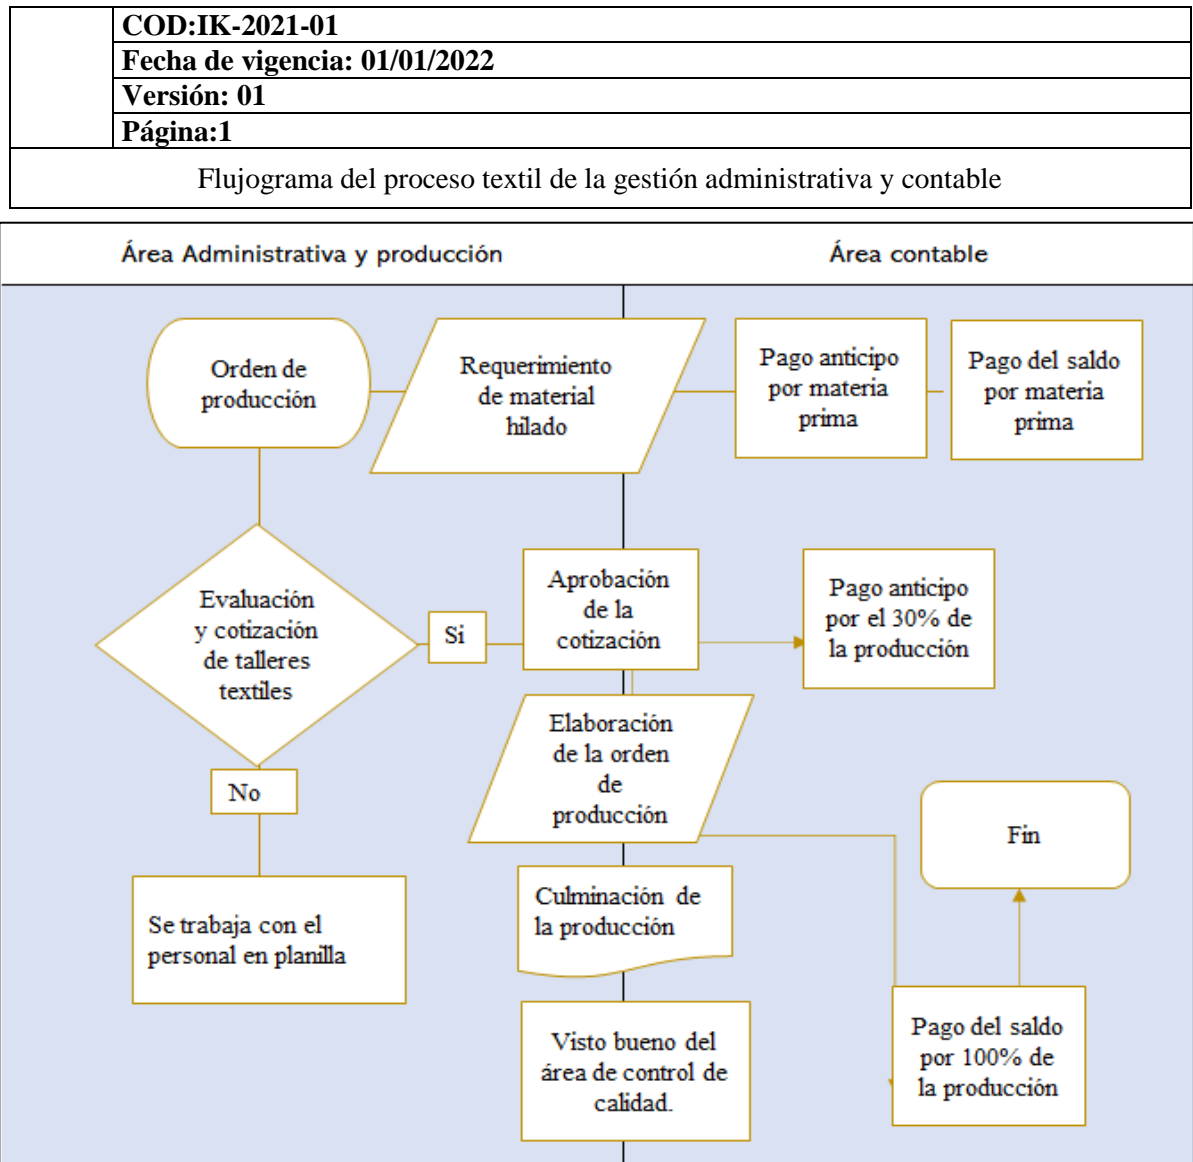 COD:IK-2021-01
Fecha de vigencia: 01/01/2022
Versión: 01
Página:1
Flujograma del proceso textil de la gestión administrativa y contable
Área Administrativa y producción
Área contable
Orden de
producción
Requerimiento
de material
hilado
Pago anticipo
por materia
prima
Pago del saldo
por materia
prima
Evaluación
y cotización
de talleres
textiles
Si
Aprobación
de la
cotización
Pago anticipo
por el 30% de
la producción
Elaboración
de la orden
de
producción
No
Fin
Se trabaja con el
personal en planilla
Culminación de
la producción
Visto bueno del
área de control de
calidad.
Pago del saldo
por 100% de
la producción